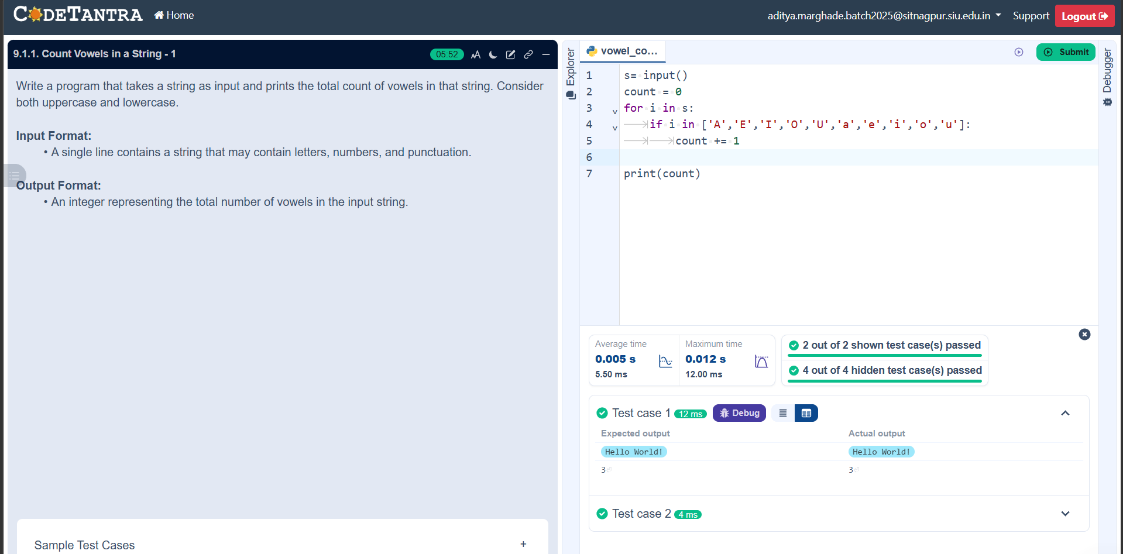 CODETANTRA Home
aditya.marghade.batch2025@sitnagpur.siu.edu.in Support Logout
9.1.1. Count Vowels in a String - 1
05:52 AA
Write a program that takes a string as input and prints the total count of vowels in that string. Consider
both uppercase and lowercase.
Input Format:
• A single line contains a string that may contain letters, numbers, and punctuation.
Output Format:
• An integer representing the total number of vowels in the input string.
Sample Test Cases +
Explorer
vowel_co...
Submit
Debugger
1 s= input()
2 count = 0
3 for i in s:
4 if i in ['A','E','I','O','U','a','e','i','o','u']:
5 count += 1
6
7 print(count)
Average time
0.005 s
5.50 ms
Maximum time
0.012 s
12.00 ms
2 out of 2 shown test case(s) passed
4 out of 4 hidden test case(s) passed
Test case 1 12 ms Debug
Expected output Actual output
Hello World! Hello World!
3 3
Test case 2 4 ms